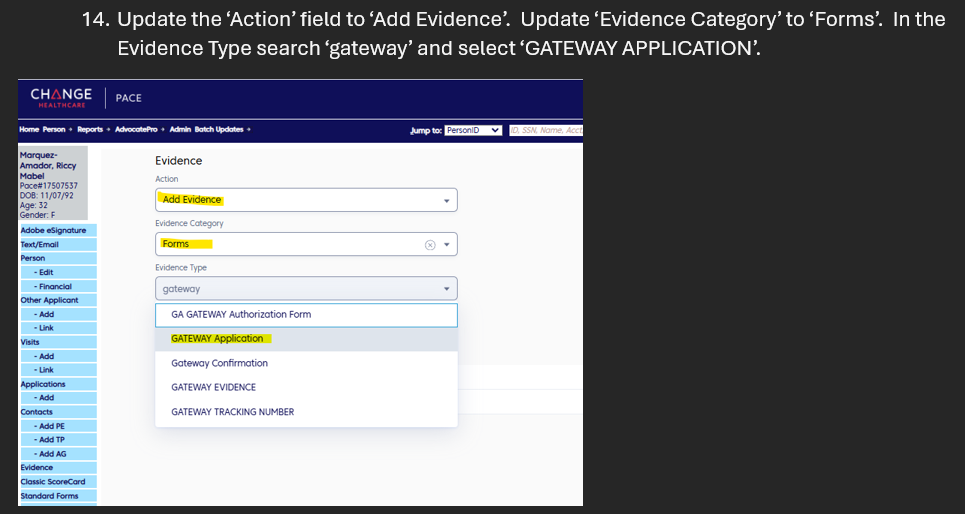 14. Update the ‘Action’ field to ‘Add Evidence’. Update ‘Evidence Category’ to ‘Forms’. In the
Evidence Type search ‘gateway’ and select ‘GATEWAY APPLICATION’.
CHANGE
HEALTHCARE
PACE
Home Person + Reports + AdvocatePro + Admin Batch Updates +
Jump to: PersonID
ID, SSN, Name, Acct
Marquez-
Amador, Riccy
Mabel
Pace#17507537
DOB: 11/07/92
Age: 32
Gender: F
Adobe eSignature
Text/Email
Person
- Edit
- Financial
Other Applicant
- Add
- Link
Visits
- Add
- Link
Applications
- Add
Contacts
- Add PE
- Add TP
- Add AG
Evidence
Classic ScoreCard
Standard Forms
Evidence
Action
Add Evidence
Evidence Category
Forms
Evidence Type
gateway
GA GATEWAY Authorization Form
GATEWAY Application
Gateway Confirmation
GATEWAY EVIDENCE
GATEWAY TRACKING NUMBER